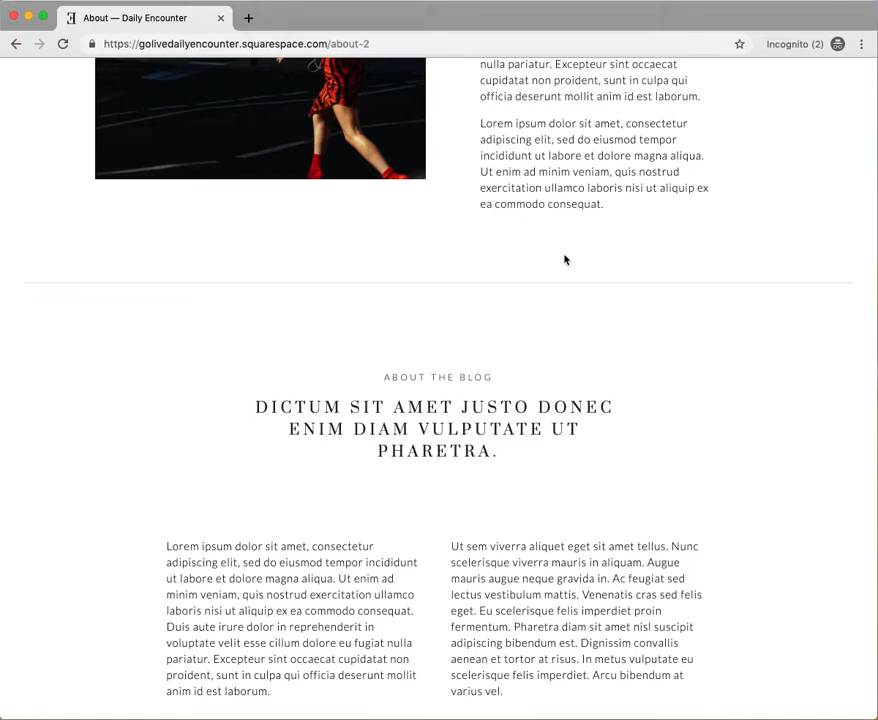 About — Daily Encounter
https://golivedailyencounter.squarespace.com/about-2
Incognito (2)
nulla pariatur. Excepteur sint occaecat
cupidatat non proident, sunt in culpa qui
officia deserunt mollit anim id est laborum.
Lorem ipsum dolor sit amet, consectetur
adipiscing elit, sed do eiusmod tempor
incididunt ut labore et dolore magna aliqua.
Ut enim ad minim veniam, quis nostrud
exercitation ullamco laboris nisi ut aliquip ex
ea commodo consequat.
ABOUT THE BLOG
DICTUM SIT AMET JUSTO DONEC
ENIM DIAM VULPUTATE UT
PHARETRA.
Lorem ipsum dolor sit amet, consectetur
adipiscing elit, sed do eiusmod tempor incididunt
ut labore et dolore magna aliqua. Ut enim ad
minim veniam, quis nostrud exercitation ullamco
laboris nisi ut aliquip ex ea commodo consequat.
Duis aute irure dolor in reprehenderit in
voluptate velit esse cillum dolore eu fugiat nulla
pariatur. Excepteur sint occaecat cupidatat non
proident, sunt in culpa qui officia deserunt mollit
anim id est laborum.
Ut sem viverra aliquet eget sit amet tellus. Nunc
scelerisque viverra mauris in aliquam. Augue
mauris augue neque gravida in. Ac feugiat sed
lectus vestibulum mattis. Venenatis cras sed felis
eget. Eu scelerisque felis imperdiet proin
fermentum. Pharetra diam sit amet nisl suscipit
adipiscing bibendum est. Dignissim convallis
aenean et tortor at risus. In metus vulputate eu
scelerisque felis imperdiet. Arcu bibendum at
varius vel.